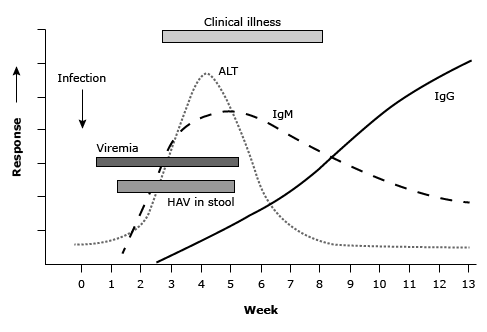 Clinical illness
ALT
Infection
IgM
IgG
Response
Viremia
HAV in stool
0 1 2 3 4 5 6 7 8 9 10 11 12 13
Week